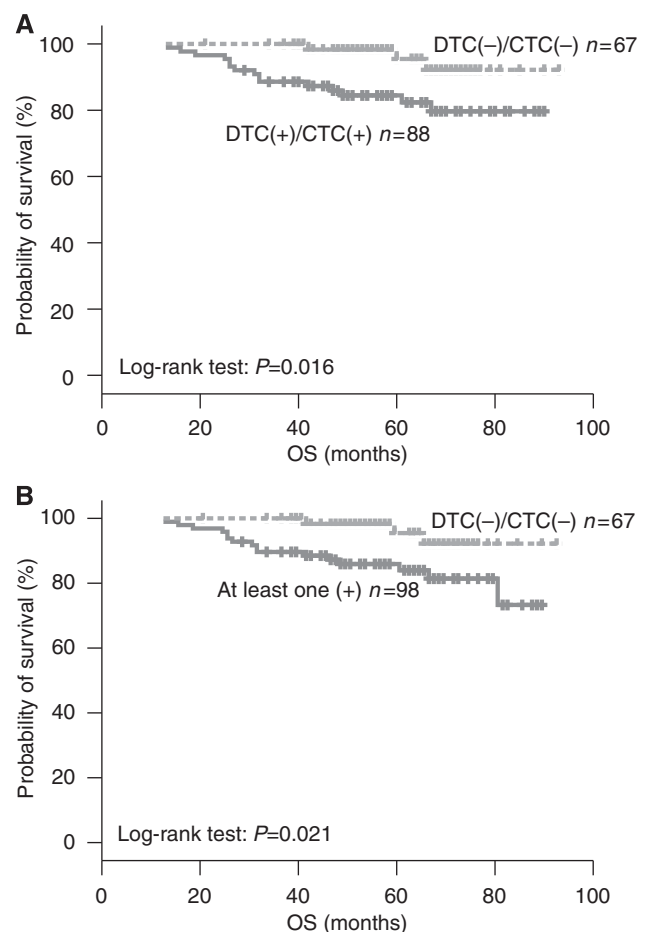 A
Probability of survival (%)
100
80
60
40
20
0
DTC(–)/CTC(–) n=67
DTC(+)/CTC(+) n=88
Log-rank test: P=0.016
0 20 40 60 80 100
OS (months)
B
Probability of survival (%)
100
80
60
40
20
0
DTC(–)/CTC(–) n=67
At least one (+) n=98
Log-rank test: P=0.021
0 20 40 60 80 100
OS (months)